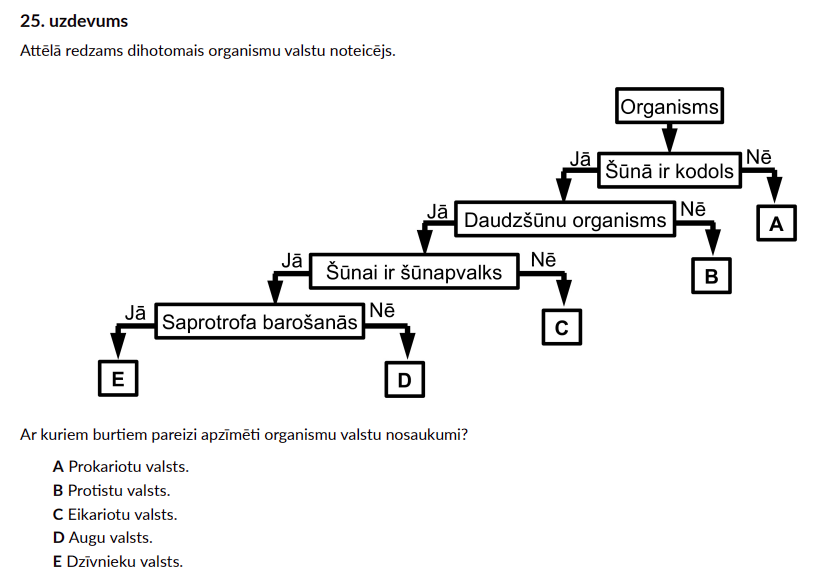 25. uzdevums
Attēlā redzams dihotomais organismu valstu noteicējs.
Organisms
Jā
Šūnā ir kodols
Nē
A
Jā
Daudzšūnu organisms
Nē
B
Jā
Šūnai ir šūnapvalks
Nē
C
Jā
Saprotrofa barošanās
Nē
E
D
Ar kuriem burtiem pareizi apzīmēti organismu valstu nosaukumi?
A Prokariotu valsts.
B Protistu valsts.
C Eikariotu valsts.
D Augu valsts.
E Dzīvnieku valsts.